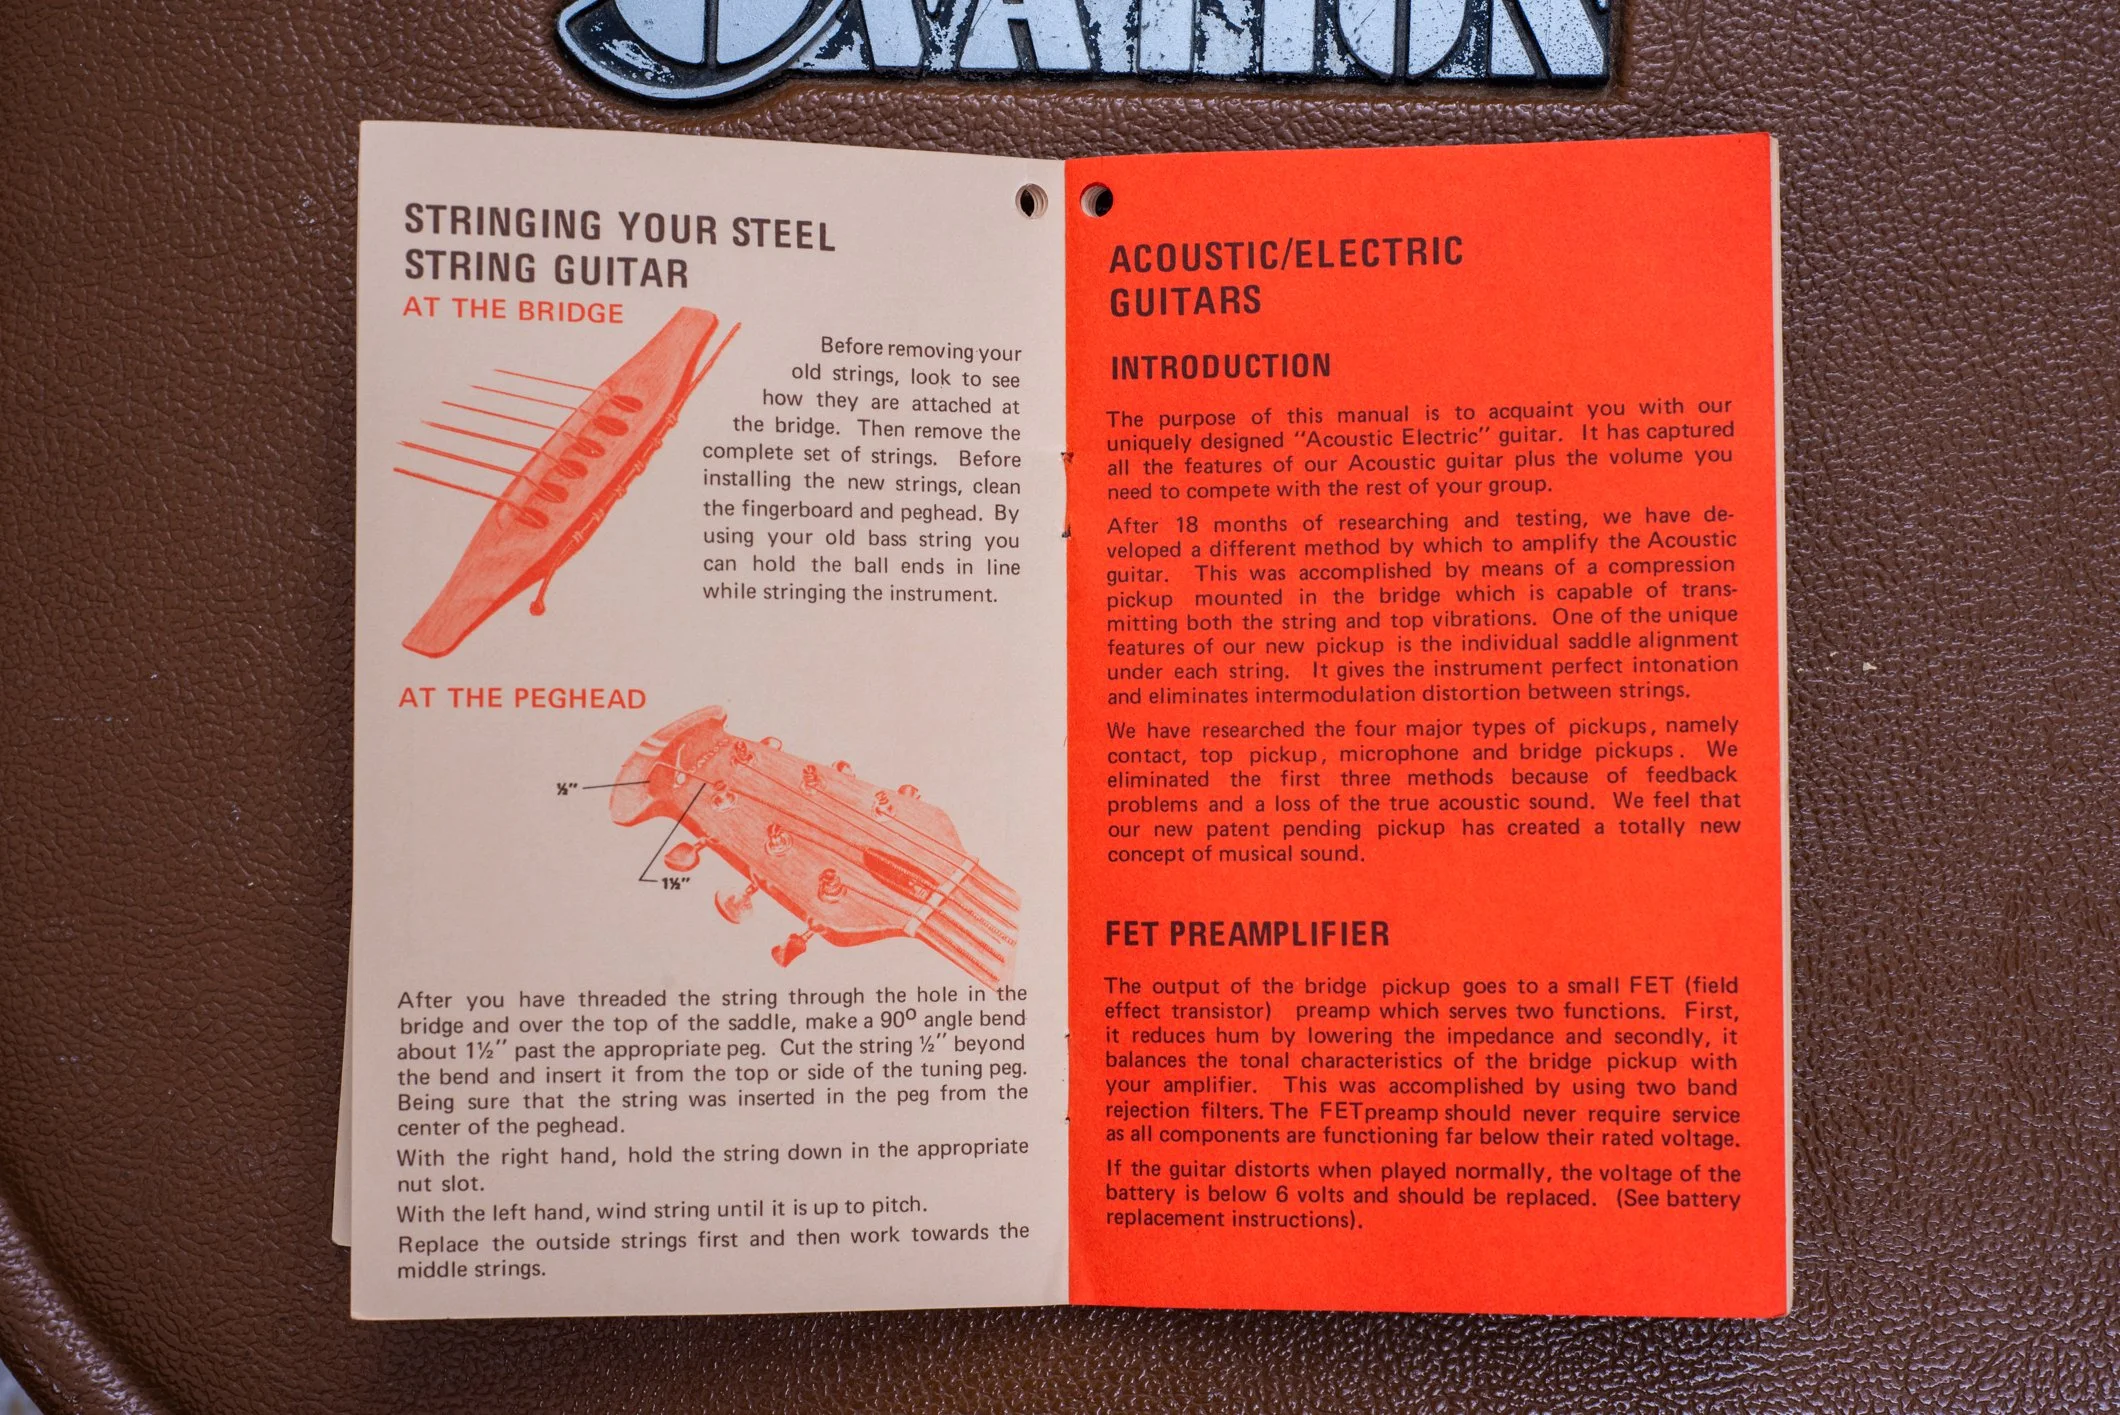 OVATION
STRINGING YOUR STEEL
STRING GUITAR
AT THE BRIDGE
Before removing your
old strings, look to see
how they are attached at
the bridge. Then remove the
complete set of strings. Before
installing the new strings, clean
the fingerboard and peghead. By
using your old bass string you
can hold the ball ends in line
while stringing the instrument.
AT THE PEGHEAD
½"
1½"
After you have threaded the string through the hole in the
bridge and over the top of the saddle, make a 90° angle bend
about 1½" past the appropriate peg. Cut the string ½" beyond
the bend and insert it from the top or side of the tuning peg.
Being sure that the string was inserted in the peg from the
center of the peghead.
With the right hand, hold the string down in the appropriate
nut slot.
With the left hand, wind string until it is up to pitch.
Replace the outside strings first and then work towards the
middle strings.
ACOUSTIC/ELECTRIC
GUITARS
INTRODUCTION
The purpose of this manual is to acquaint you with our
uniquely designed "Acoustic Electric" guitar. It has captured
all the features of our Acoustic guitar plus the volume you
need to compete with the rest of your group.
After 18 months of researching and testing, we have de-
veloped a different method by which to amplify the Acoustic
guitar. This was accomplished by means of a compression
pickup mounted in the bridge which is capable of trans-
mitting both the string and top vibrations. One of the unique
features of our new pickup is the individual saddle alignment
under each string. It gives the instrument perfect intonation
and eliminates intermodulation distortion between strings.
We have researched the four major types of pickups, namely
contact, top pickup, microphone and bridge pickups. We
eliminated the first three methods because of feedback
problems and a loss of the true acoustic sound. We feel that
our new patent pending pickup has created a totally new
concept of musical sound.
FET PREAMPLIFIER
The output of the bridge pickup goes to a small FET (field
effect transistor) preamp which serves two functions. First,
it reduces hum by lowering the impedance and secondly, it
balances the tonal characteristics of the bridge pickup with
your amplifier. This was accomplished by using two band
rejection filters. The FET preamp should never require service
as all components are functioning far below their rated voltage.
If the guitar distorts when played normally, the voltage of the
battery is below 6 volts and should be replaced. (See battery
replacement instructions).